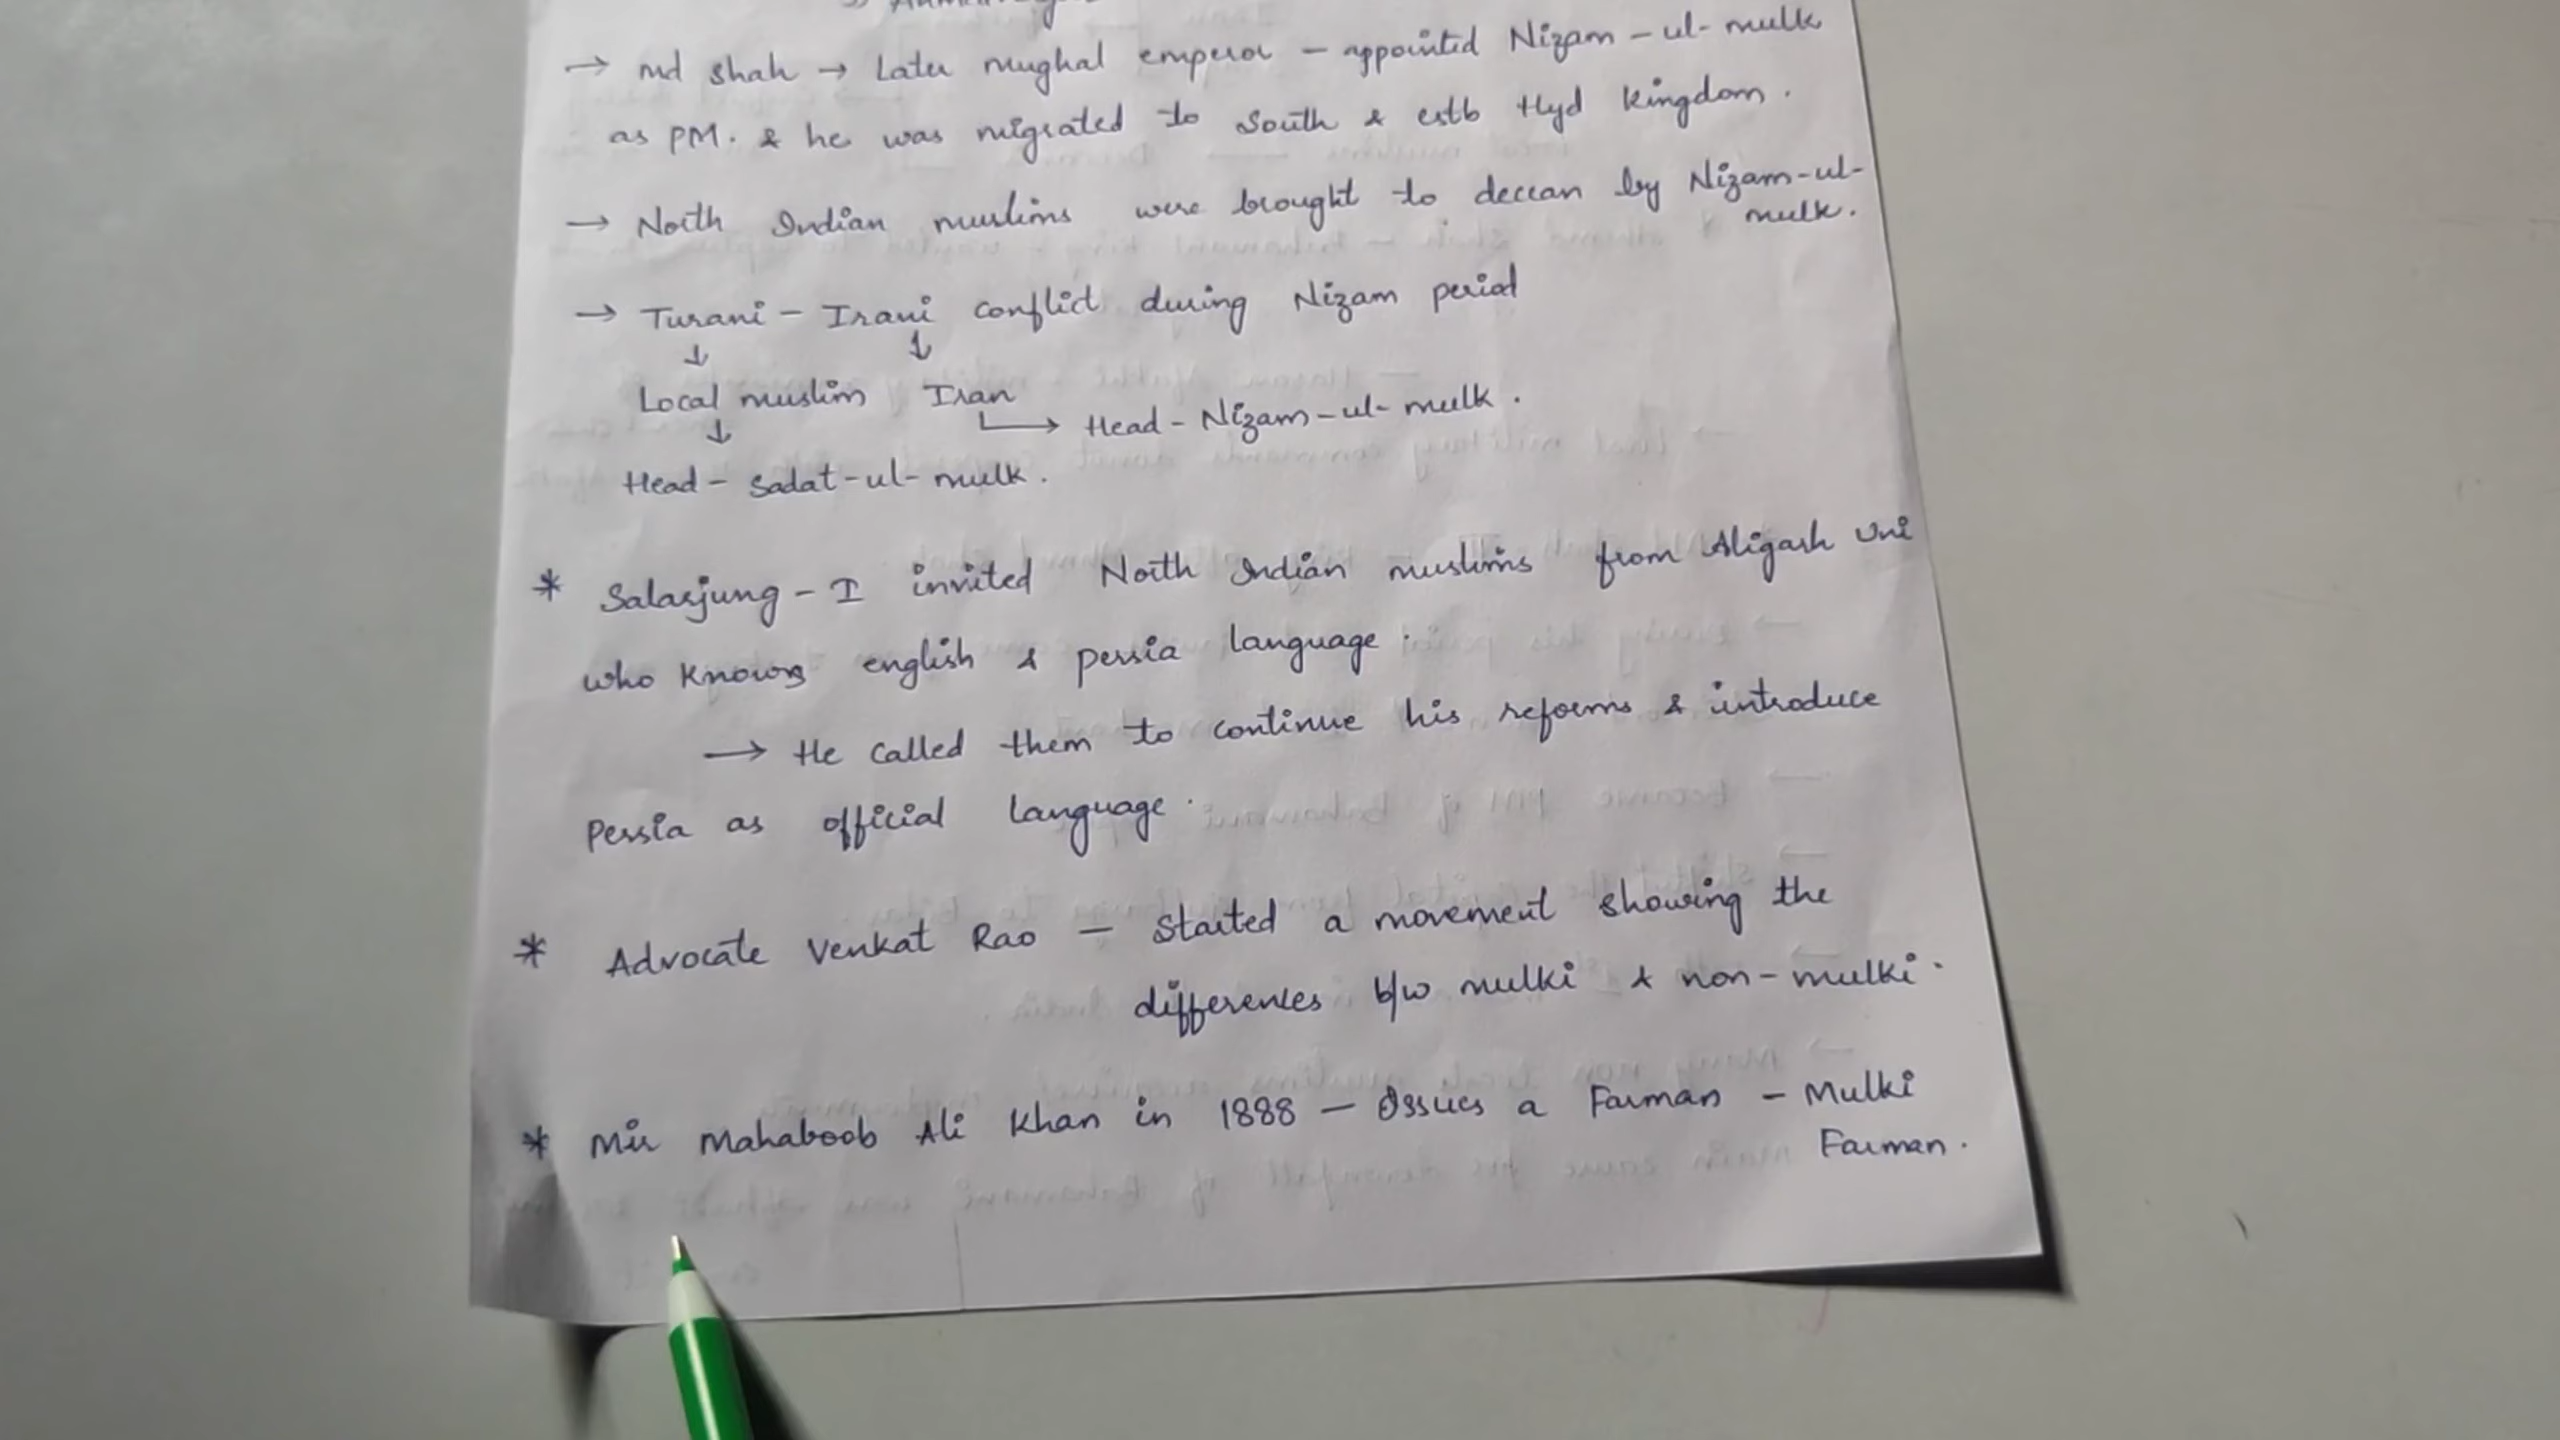 → md shah → Later mughal emperor – appointed Nizam-ul-mulk
as PM. & he was migrated to South & estb Hyd Kingdom.
→ North Indian muslims were brought to deccan by Nizam-ul-
mulk.
→ Turani – Irani conflict during Nizam period
↓ ↓
Local muslim Iran
↓ → Head – Nizam-ul-mulk.
Head – Sadat-ul-mulk.
* Salarjung – I invited North Indian muslims from Aligarh Uni
who knows english & persia language.
→ He called them to continue his reforms & introduce
Persia as official language.
* Advocate Venkat Rao – Started a movement showing the
differences b/w mulki & non-mulki.
* Mir Mahaboob Ali Khan in 1888 – Issues a Farman – Mulki
Farman.